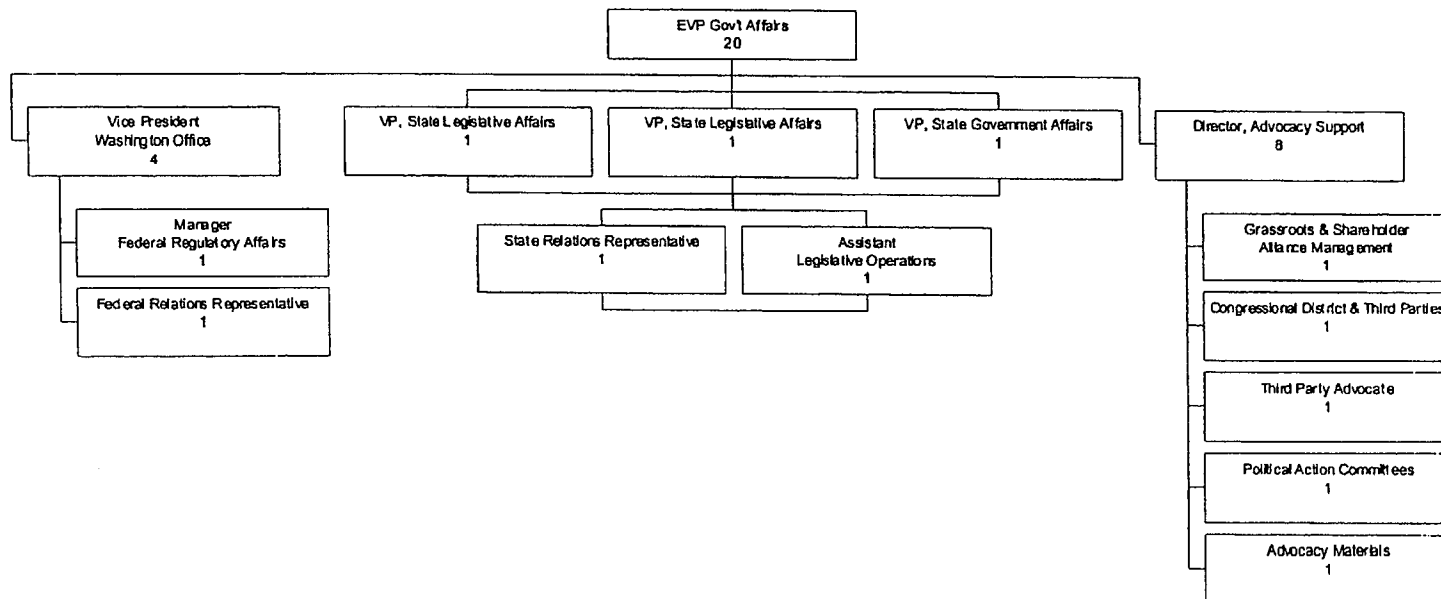 EVP Gov't Affairs
20
Vice President
Washington Office
4
VP, State Legislative Affairs
1
VP, State Legislative Affairs
1
VP, State Government Affairs
1
Director, Advocacy Support
8
Manager
Federal Regulatory Affairs
1
Federal Relations Representative
1
State Relations Representative
1
Assistant
Legislative Operations
1
Grassroots & Shareholder
Alliance Management
1
Congressional District & Third Parties
1
Third Party Advocate
1
Political Action Committees
1
Advocacy Materials
1